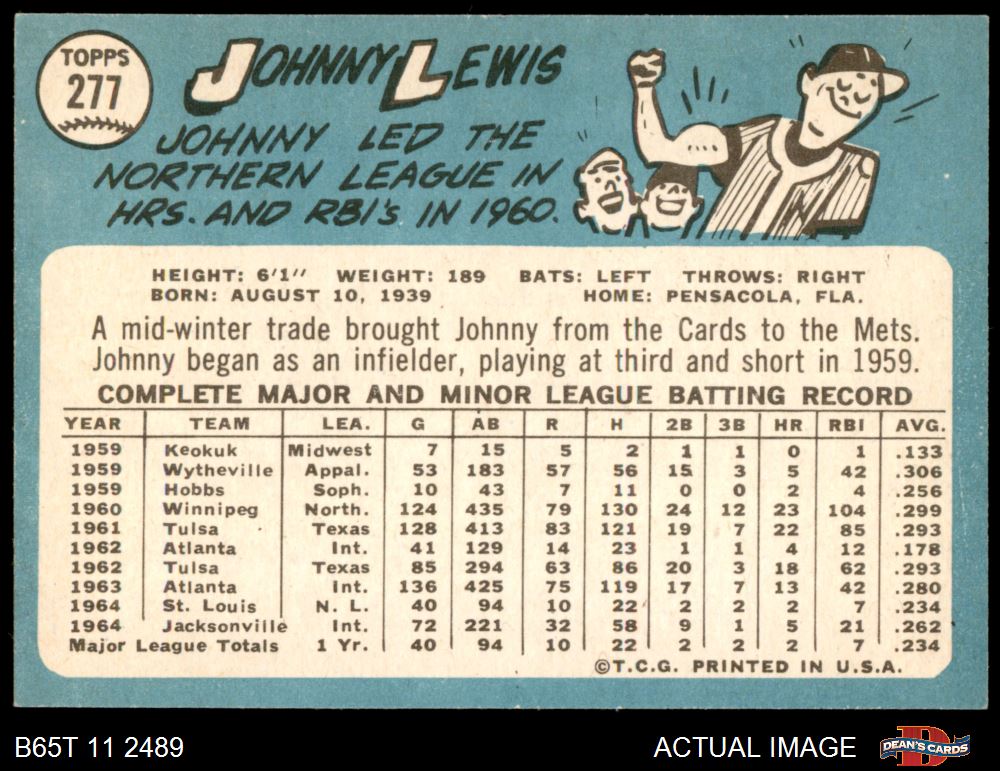 TOPPS
277
JOHNNY LEWIS
JOHNNY LED THE
NORTHERN LEAGUE IN
HRS. AND RBI's IN 1960.
HEIGHT: 6'1" WEIGHT: 189 BATS: LEFT THROWS: RIGHT
BORN: AUGUST 10, 1939 HOME: PENSACOLA, FLA.
A mid-winter trade brought Johnny from the Cards to the Mets.
Johnny began as an infielder, playing at third and short in 1959.
COMPLETE MAJOR AND MINOR LEAGUE BATTING RECORD
YEAR TEAM LEA. G AB R H 2B 3B HR RBI AVG.
1959 Keokuk Midwest 7 15 5 2 1 1 0 1 .133
1959 Wytheville Appal. 53 183 57 56 15 3 5 42 .306
1959 Hobbs Soph. 10 43 7 11 0 0 2 4 .256
1960 Winnipeg North. 124 435 79 130 24 12 23 104 .299
1961 Tulsa Texas 128 413 83 121 19 7 22 85 .293
1962 Atlanta Int. 41 129 14 23 1 1 4 12 .178
1962 Tulsa Texas 85 294 63 86 20 3 18 62 .293
1963 Atlanta Int. 136 425 75 119 17 7 13 42 .280
1964 St. Louis N. L. 40 94 10 22 2 2 2 7 .234
1964 Jacksonville Int. 72 221 32 58 9 1 5 21 .262
Major League Totals 1 Yr. 40 94 10 22 2 2 2 7 .234
©T.C.G. PRINTED IN U.S.A.
B65T 11 2489
ACTUAL IMAGE
DEAN'S CARDS